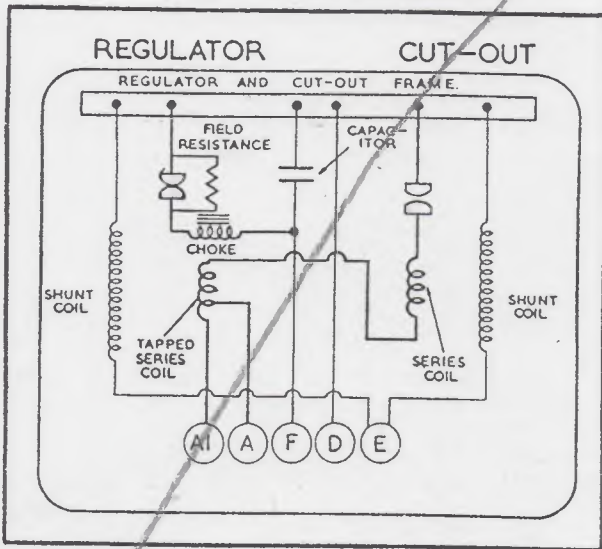 REGULATOR CUT-OUT
REGULATOR AND CUT-OUT FRAME.
FIELD
RESISTANCE
CAPAC-
ITOR
CHOKE
SHUNT
COIL
TAPPED
SERIES
COIL
SERIES
COIL
SHUNT
COIL
A1 A F D E